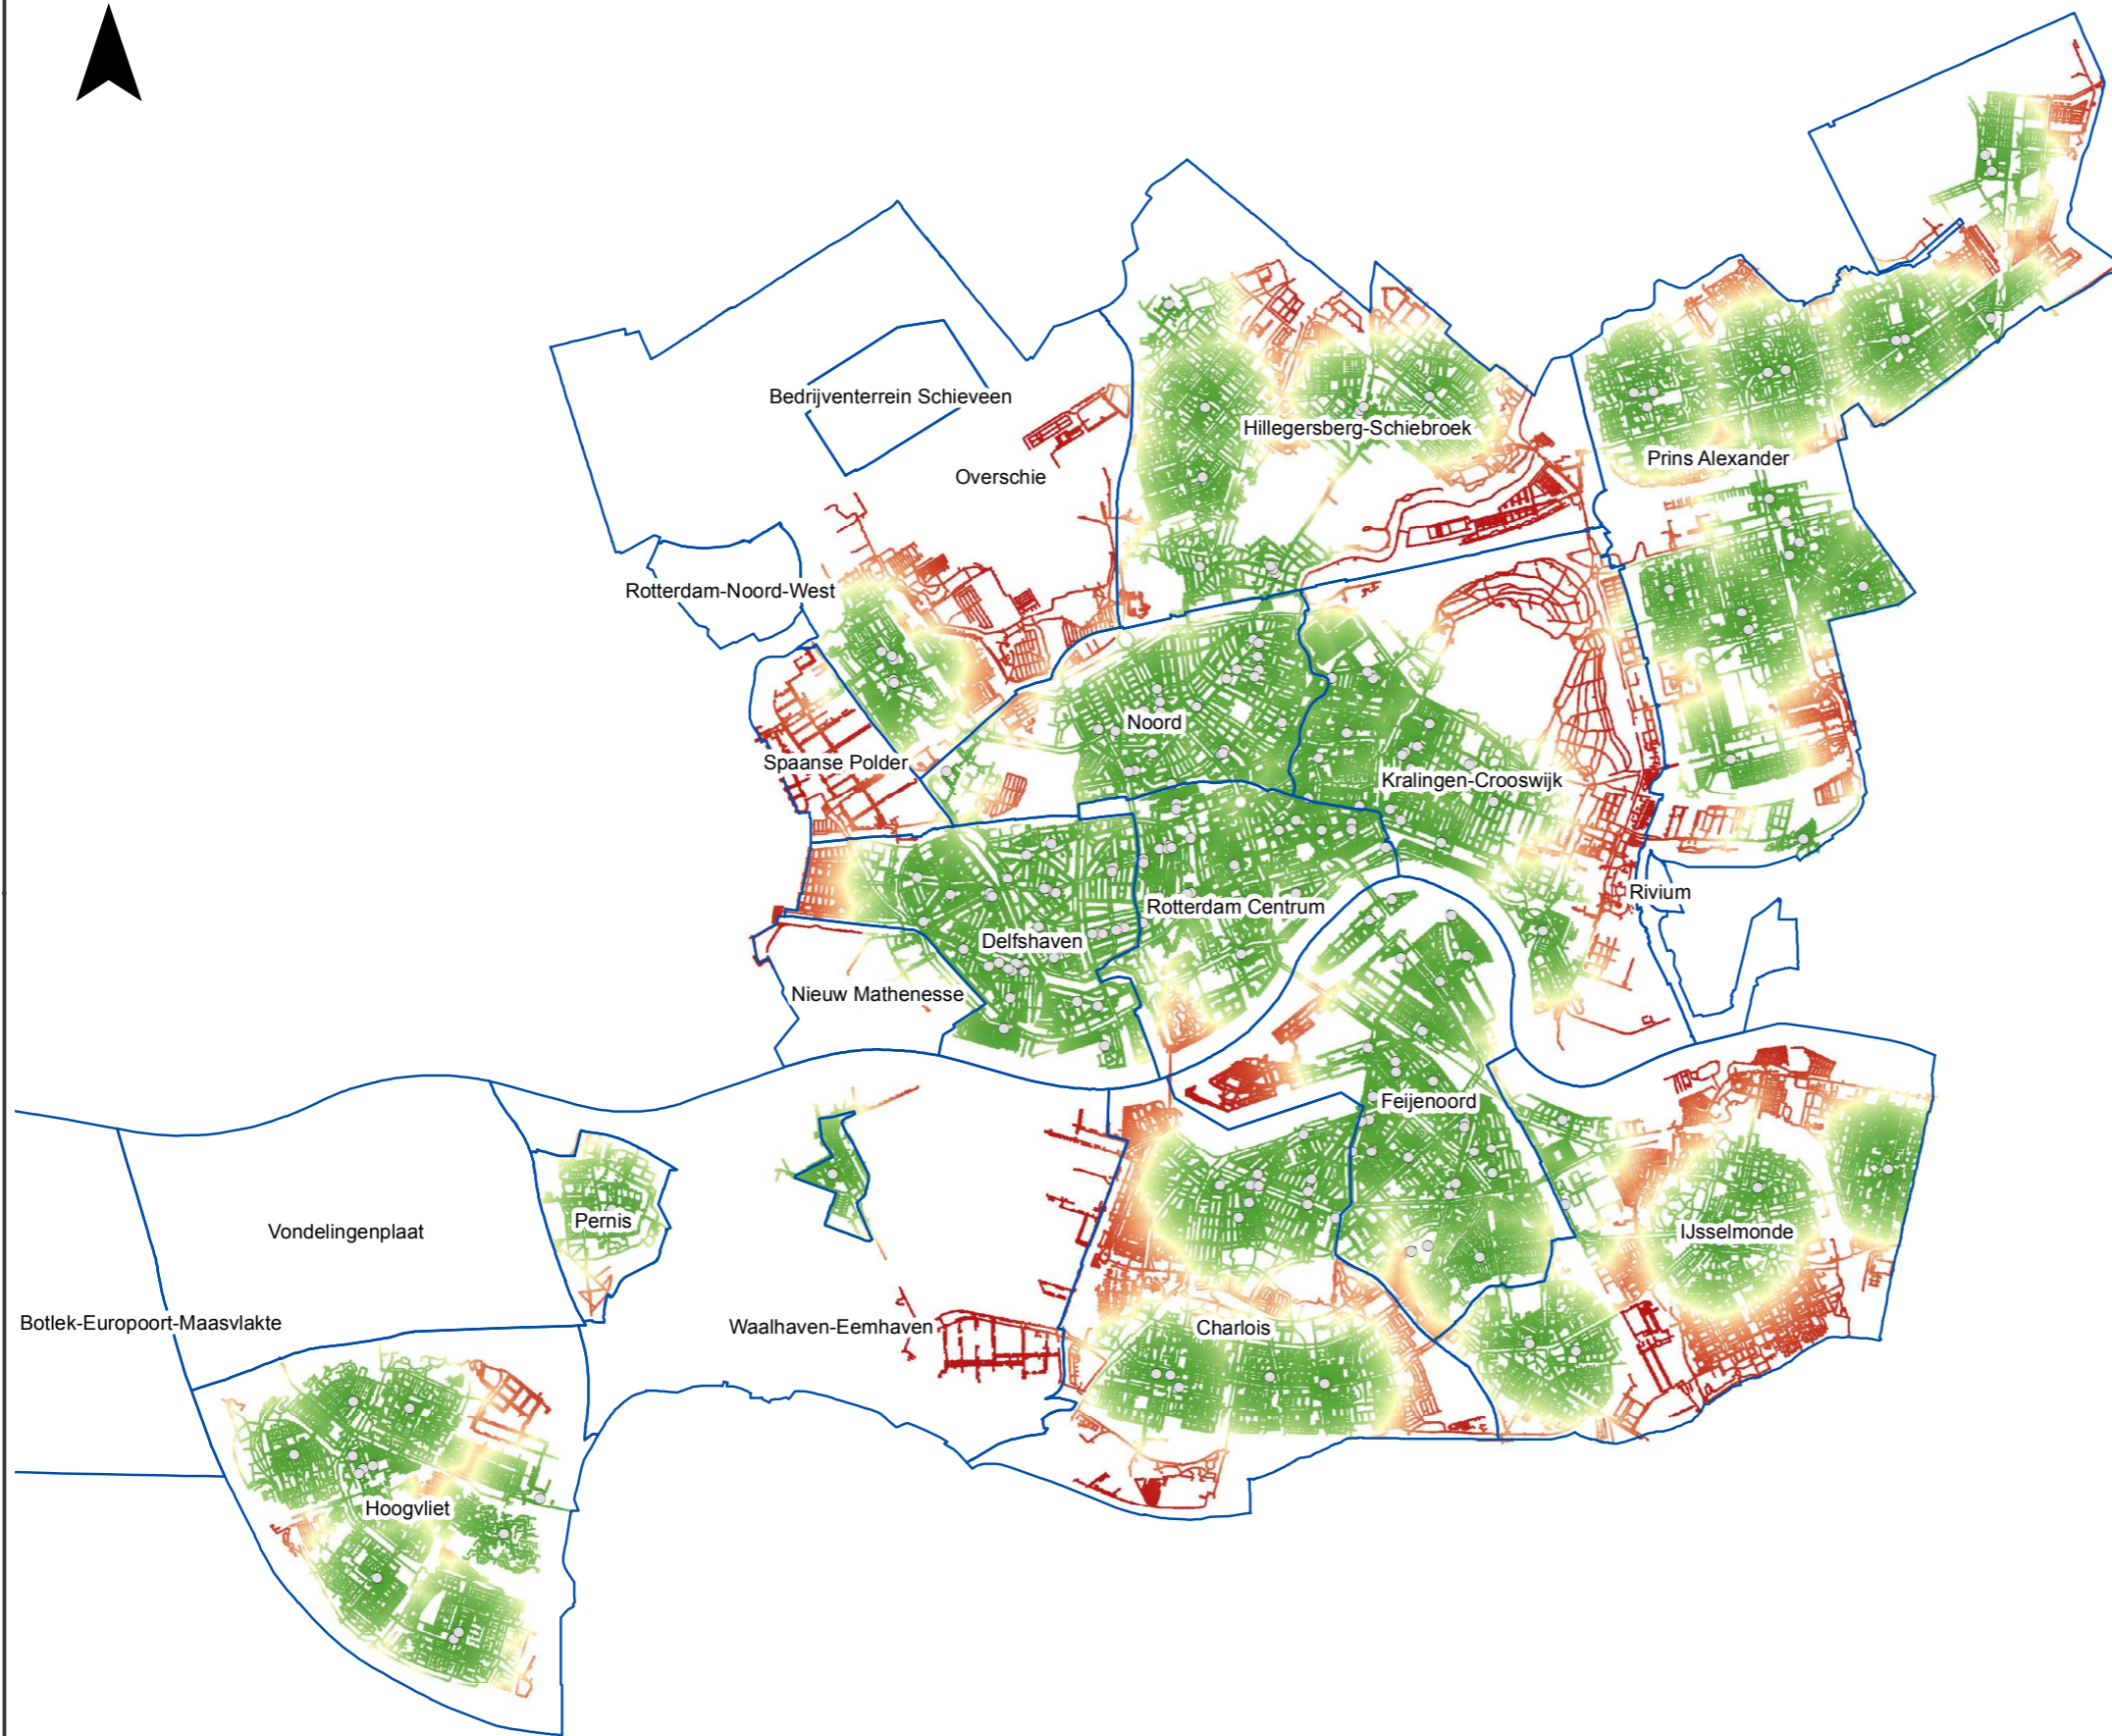 Bedrijventerrein Schieveen
Hillegersberg-Schiebroek
Prins Alexander
Overschie
Rotterdam-Noord-West
Noord
Spaanse Polder
Kralingen-Crooswijk
Rivium
Rotterdam Centrum
Delfshaven
Nieuw Mathenesse
Feijenoord
Pernis
Vondelingenplaat
IJsselmonde
Botlek-Europoort-Maasvlakte
Waalhaven-Eemhaven
Charlois
Hoogvliet